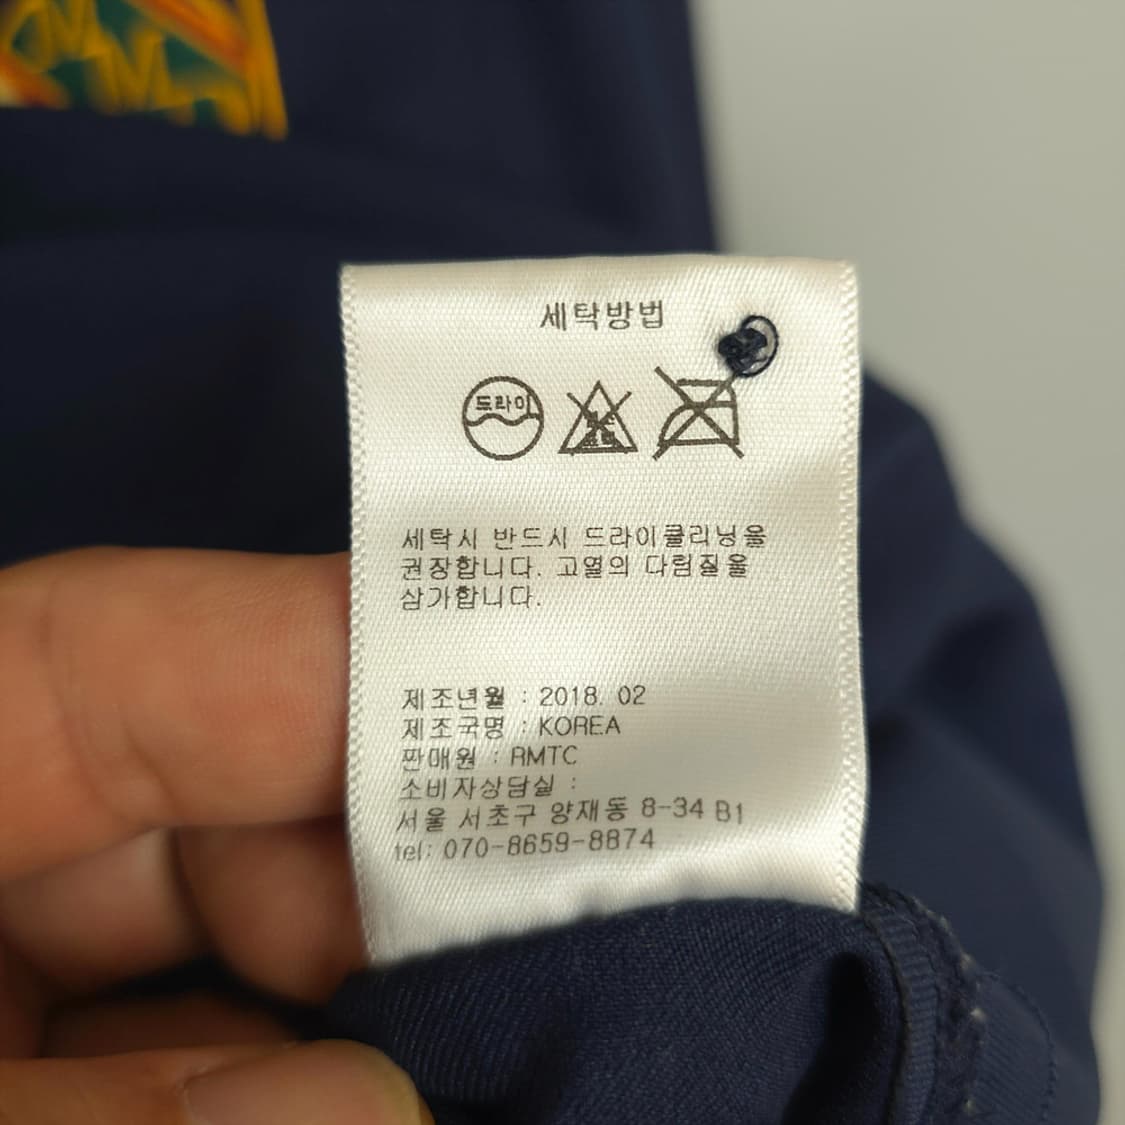 세탁방법
드라이
세탁시 반드시 드라이클리닝을
권장합니다. 고열의 다림질을
삼가합니다.
제조년월 : 2018. 02
제조국명 : KOREA
판매원 : RMTC
소비자상담실 :
서울 서초구 양재동 8-34 B1
tel: 070-8659-8874